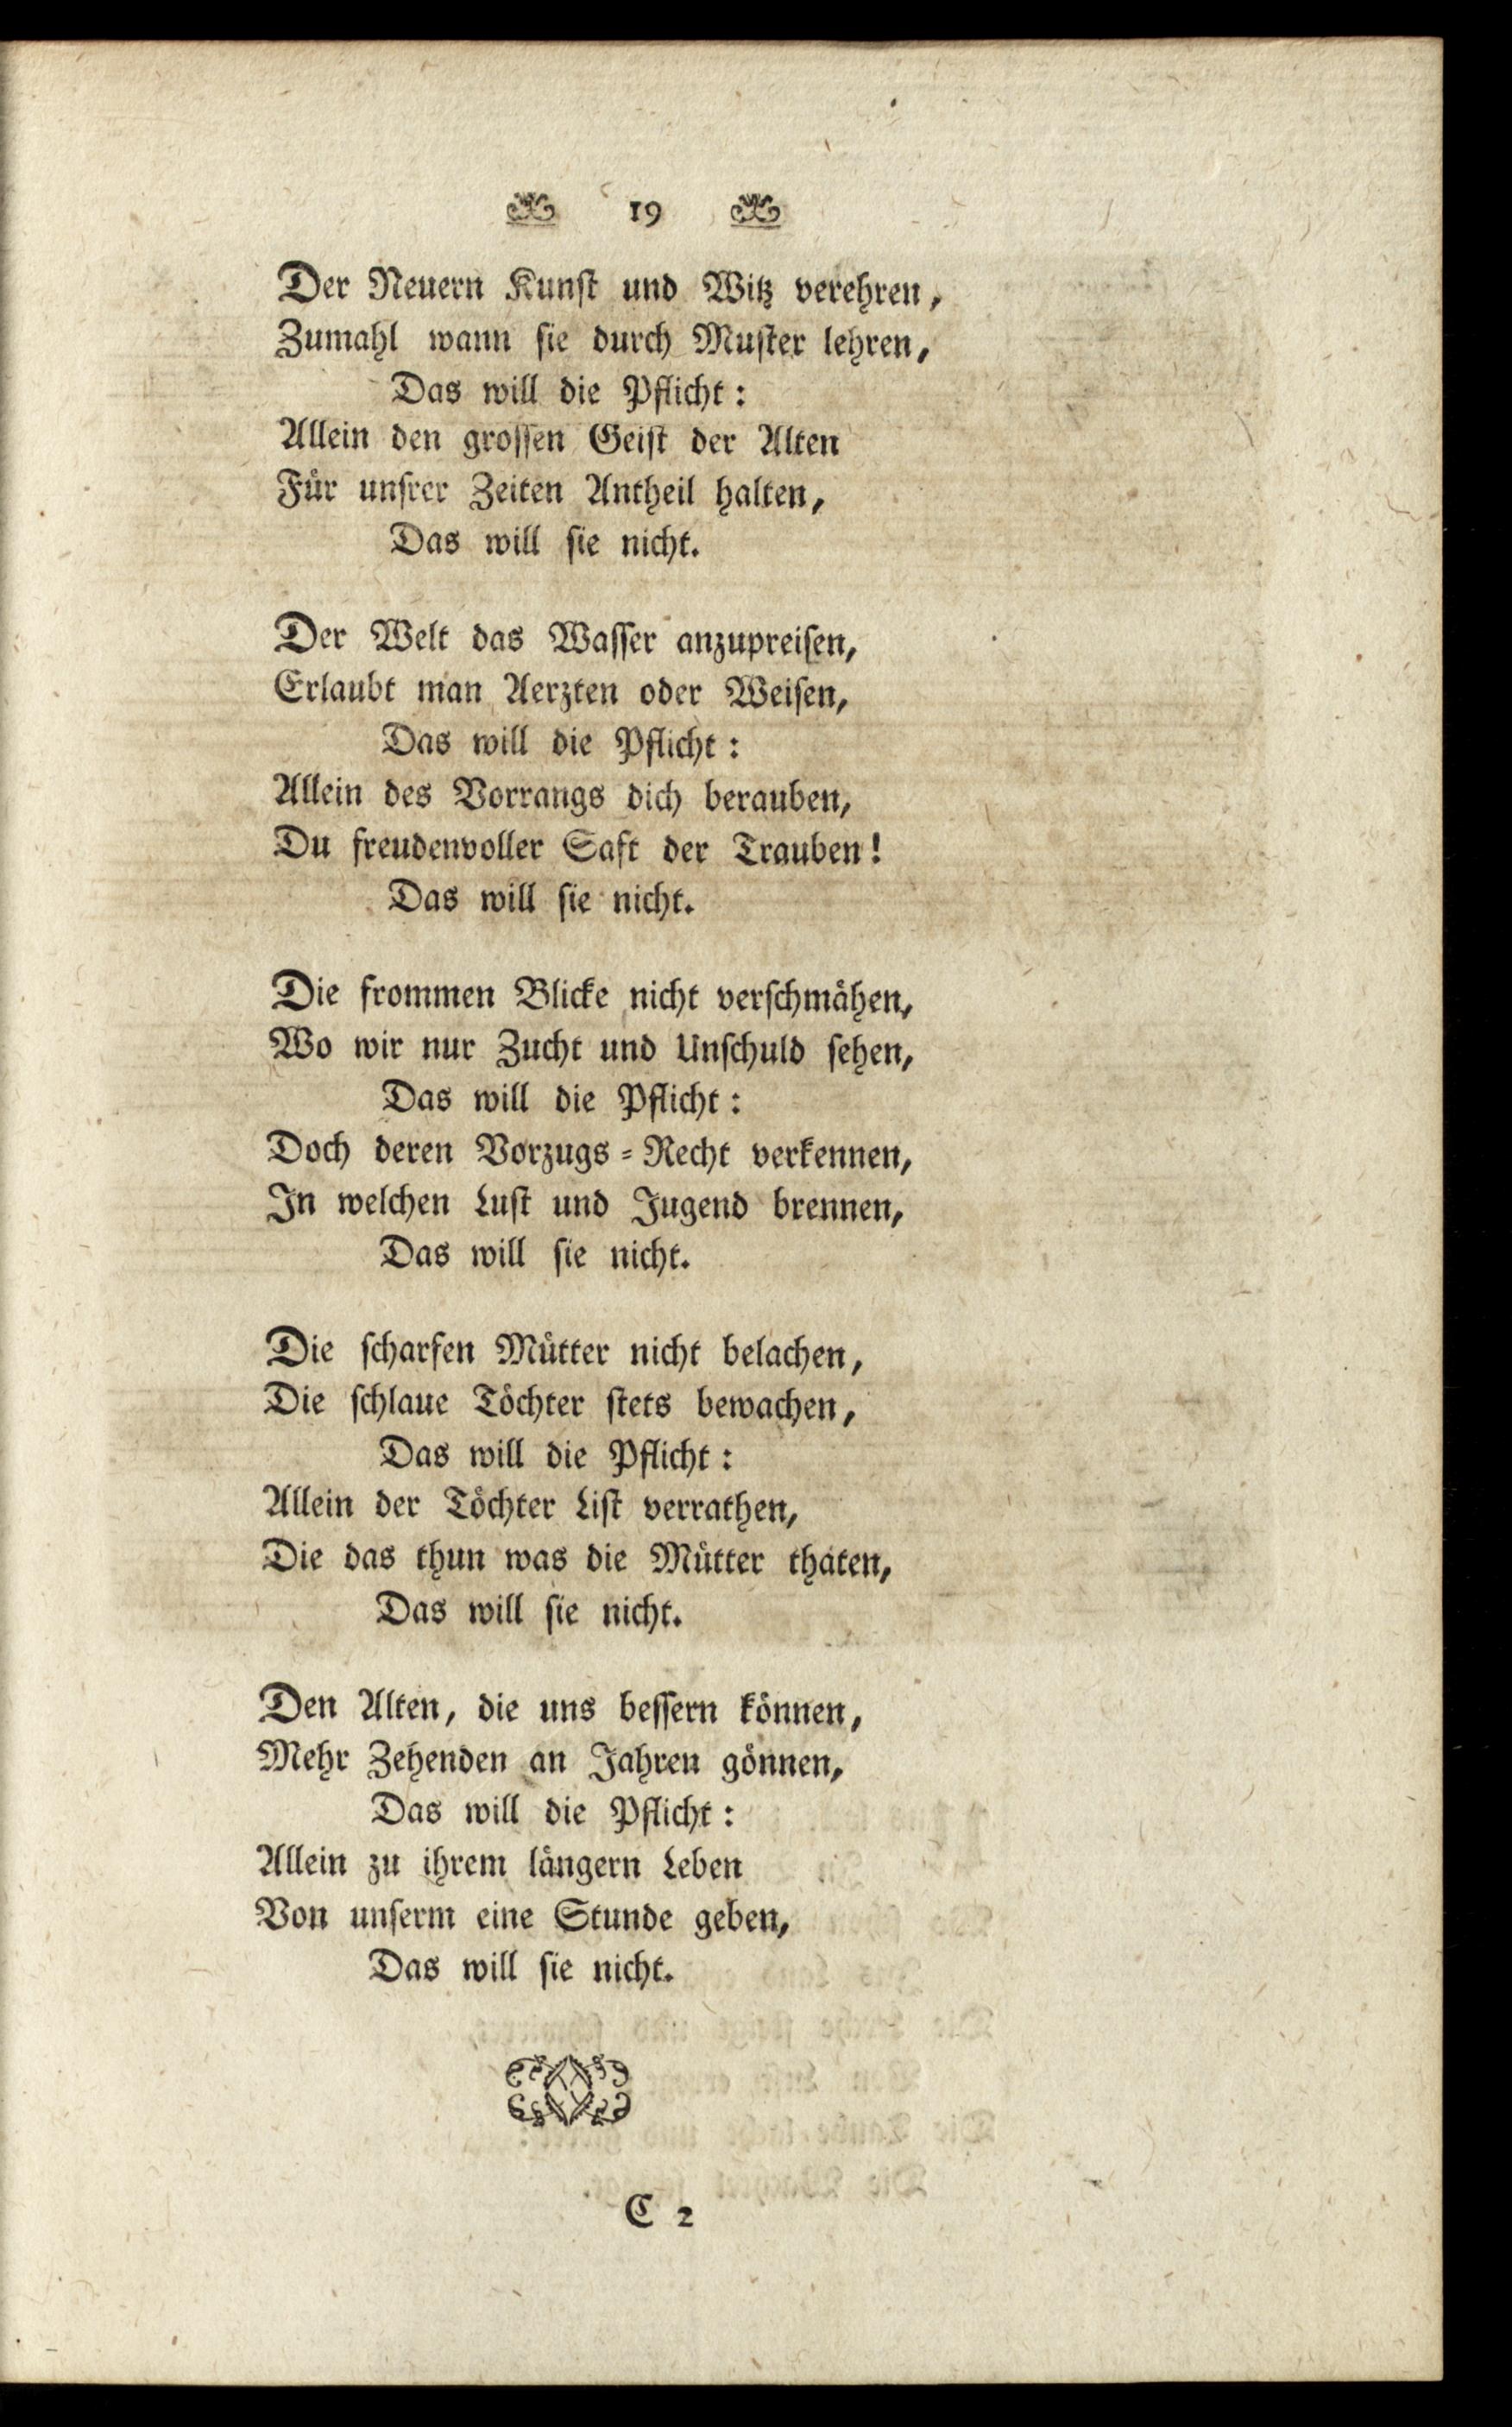 19
Der Neuern Kunst und Witz verehren,
Zumahl wann sie durch Muster lehren,
Das will die Pflicht:
Allein den grossen Geist der Alten
Für unsrer Zeiten Antheil halten,
Das will sie nicht.
Der Welt das Wasser anzupreisen,
Erlaubt man Aerzten oder Weisen,
Das will die Pflicht:
Allein des Vorrangs dich berauben,
Du freudenvoller Saft der Trauben!
Das will sie nicht.
Die frommen Blicke nicht verschmähen,
Wo wir nur Zucht und Unschuld sehen,
Das will die Pflicht:
Doch deren Vorzugs-Recht verkennen,
In welchen Lust und Jugend brennen,
Das will sie nicht.
Die scharfen Mütter nicht belachen,
Die schlaue Töchter stets bewachen,
Das will die Pflicht:
Allein der Töchter List verrathen,
Die das thun was die Mütter thaten,
Das will sie nicht.
Den Alten, die uns bessern können,
Mehr Zehenden an Jahren gönnen,
Das will die Pflicht:
Allein zu ihrem längern Leben
Von unserm eine Stunde geben,
Das will sie nicht.
C 2